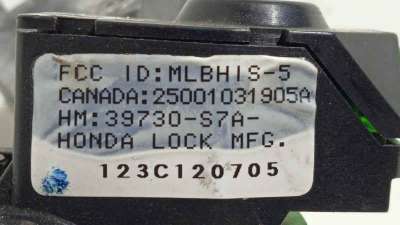 FCC ID:MLBHIS-5
CANADA:25001031905A
HM:39730-S7A-
HONDA LOCK MFG.
123C120705